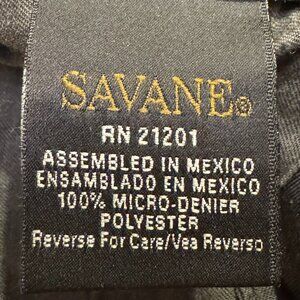 SAVANE®
RN 21201
ASSEMBLED IN MEXICO
ENSAMBLADO EN MEXICO
100% MICRO-DENIER
POLYESTER
Reverse For Care/Vea Reverso